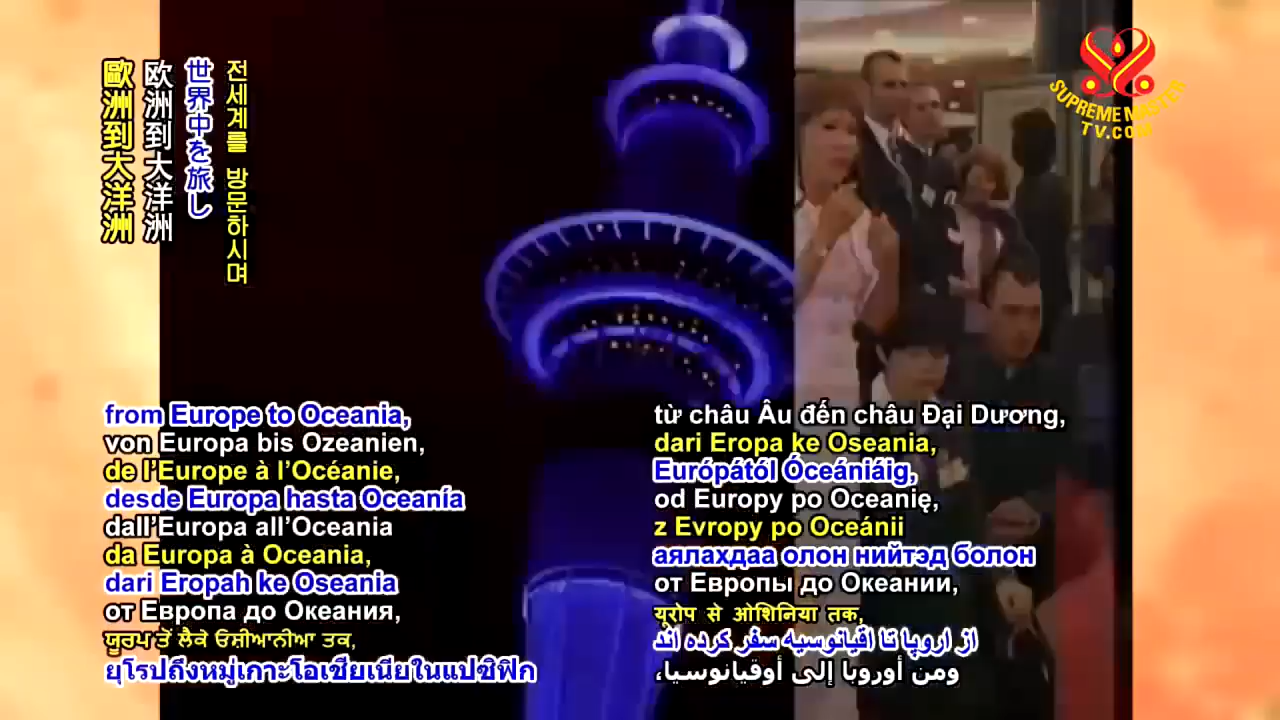 歐洲到大洋洲
欧洲到大洋洲
世界中を旅し
전세계를 방문하시며
SUPREME MASTER
TV.COM
from Europe to Oceania,
von Europa bis Ozeanien,
de l’Europe à l’Océanie,
desde Europa hasta Oceanía
dall’Europa all’Oceania
da Europa à Oceania,
dari Eropah ke Oseania
от Европа до Океания,
ਯੂਰਪ ਤੋਂ ਲੈਕੇ ਓਸ਼ੀਆਨੀਆ ਤਕ,
ยุโรปถึงหมู่เกาะโอเชียเนียในแปซิฟิก
từ châu Âu đến châu Đại Dương,
dari Eropa ke Oseania,
Európától Óceániáig,
od Europy po Oceanię,
z Evropy po Oceánii
аялахдаа олон нийтэд болон
от Европы до Океании,
यूरोप से ओशिनिया तक,
از اروپا تا اقیانوسیه سفر کرده اند
ومن أوروبا إلى أوقيانوسيا،